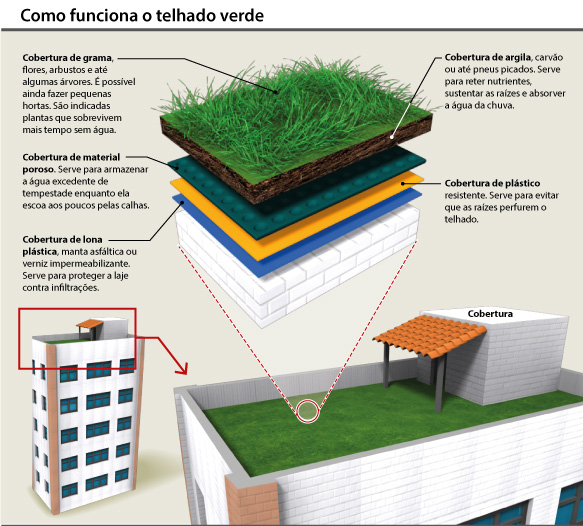 Como funciona o telhado verde
Cobertura de grama,
flores, arbustos e até
algumas árvores. É possível
ainda fazer pequenas
hortas. São indicadas
plantas que sobrevivem
mais tempo sem água.
Cobertura de argila, carvão
ou até pneus picados. Serve
para reter nutrientes,
sustentar as raízes e absorver
a água da chuva.
Cobertura de material
poroso. Serve para armazenar
a água excedente de
tempestade enquanto ela
escoa aos poucos pelas calhas.
Cobertura de plástico
resistente. Serve para evitar
que as raízes perfurem o
telhado.
Cobertura de lona
plástica, manta asfáltica ou
verniz impermeabilizante.
Serve para proteger a laje
contra infiltrações.
Cobertura